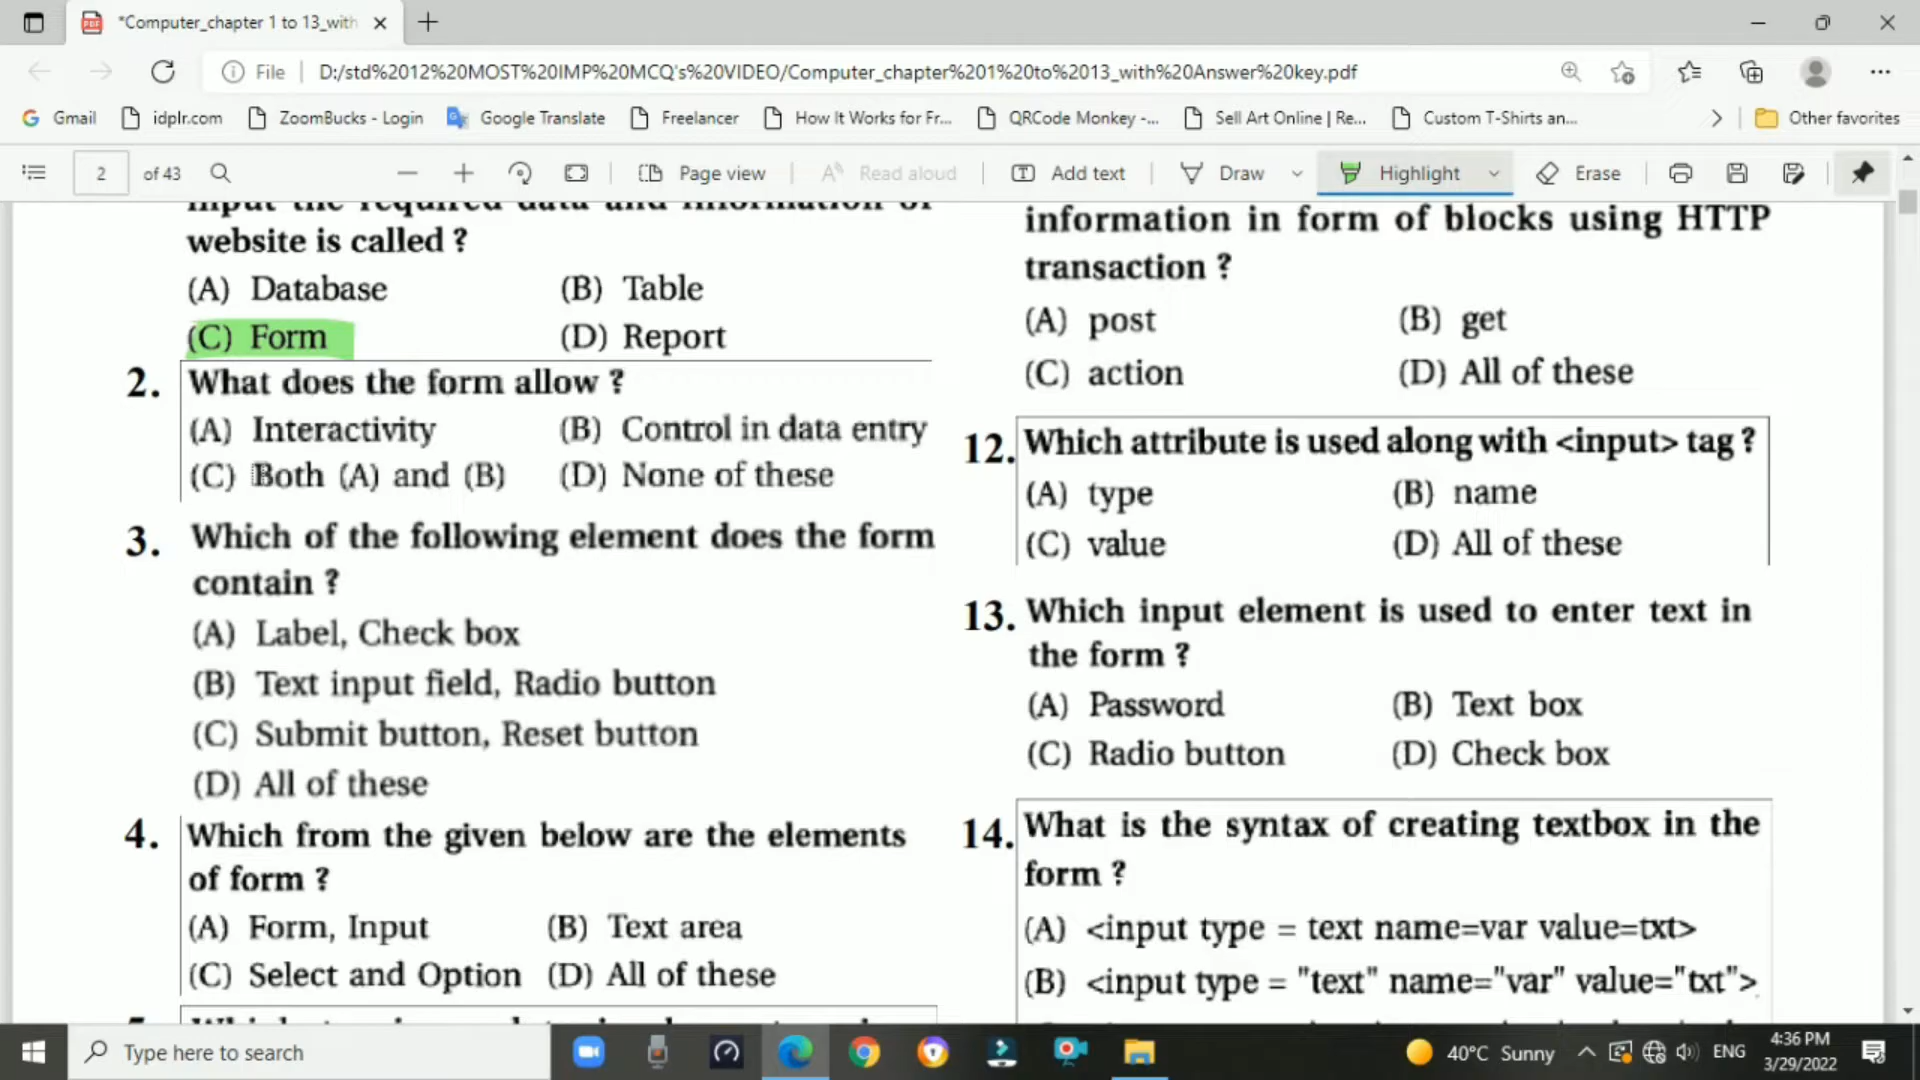 *Computer_chapter 1 to 13_with
File
D:/std%2012%20MOST%20IMP%20MCQ's%20VIDEO/Computer_chapter%201%20to%2013_with%20Answer%20key.pdf
Gmail
idplr.com
ZoomBucks - Login
Google Translate
Freelancer
How It Works for Fr...
QRCode Monkey -...
Sell Art Online | Re...
Custom T-Shirts an...
Other favorites
2 of 43
Page view
Read aloud
Add text
Draw
Highlight
Erase
input the required data and information of
website is called ?
(A) Database (B) Table
(C) Form (D) Report
2. What does the form allow ?
(A) Interactivity (B) Control in data entry
(C) Both (A) and (B) (D) None of these
3. Which of the following element does the form
contain ?
(A) Label, Check box
(B) Text input field, Radio button
(C) Submit button, Reset button
(D) All of these
4. Which from the given below are the elements
of form ?
(A) Form, Input (B) Text area
(C) Select and Option (D) All of these
information in form of blocks using HTTP
transaction ?
(A) post (B) get
(C) action (D) All of these
12. Which attribute is used along with <input> tag ?
(A) type (B) name
(C) value (D) All of these
13. Which input element is used to enter text in
the form ?
(A) Password (B) Text box
(C) Radio button (D) Check box
14. What is the syntax of creating textbox in the
form ?
(A) <input type = text name=var value=txt>
(B) <input type = "text" name="var" value="txt">
Type here to search
40°C Sunny
ENG
4:36 PM
3/29/2022